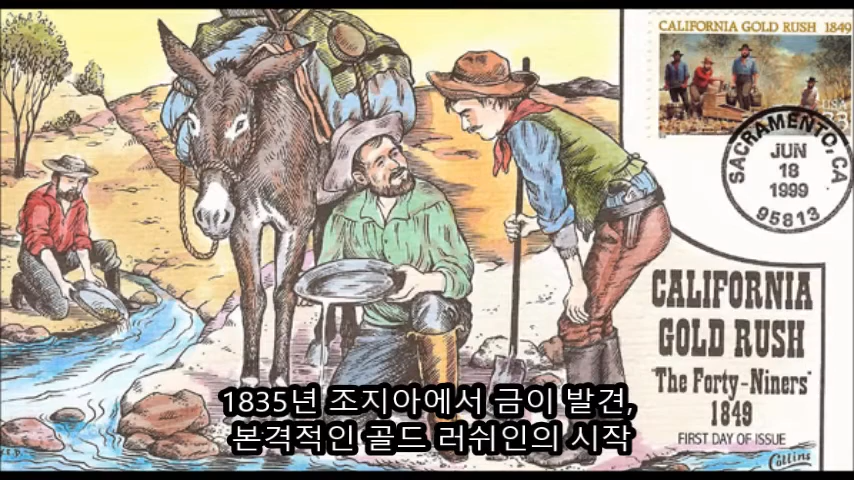 CALIFORNIA GOLD RUSH 1849
SACRAMENTO, CA
JUN
18
1999
95813
CALIFORNIA
GOLD RUSH
"The Forty-Niners"
1849
FIRST DAY OF ISSUE
Collins
1835년 조지아에서 금이 발견,
본격적인 골드 러쉬인의 시작